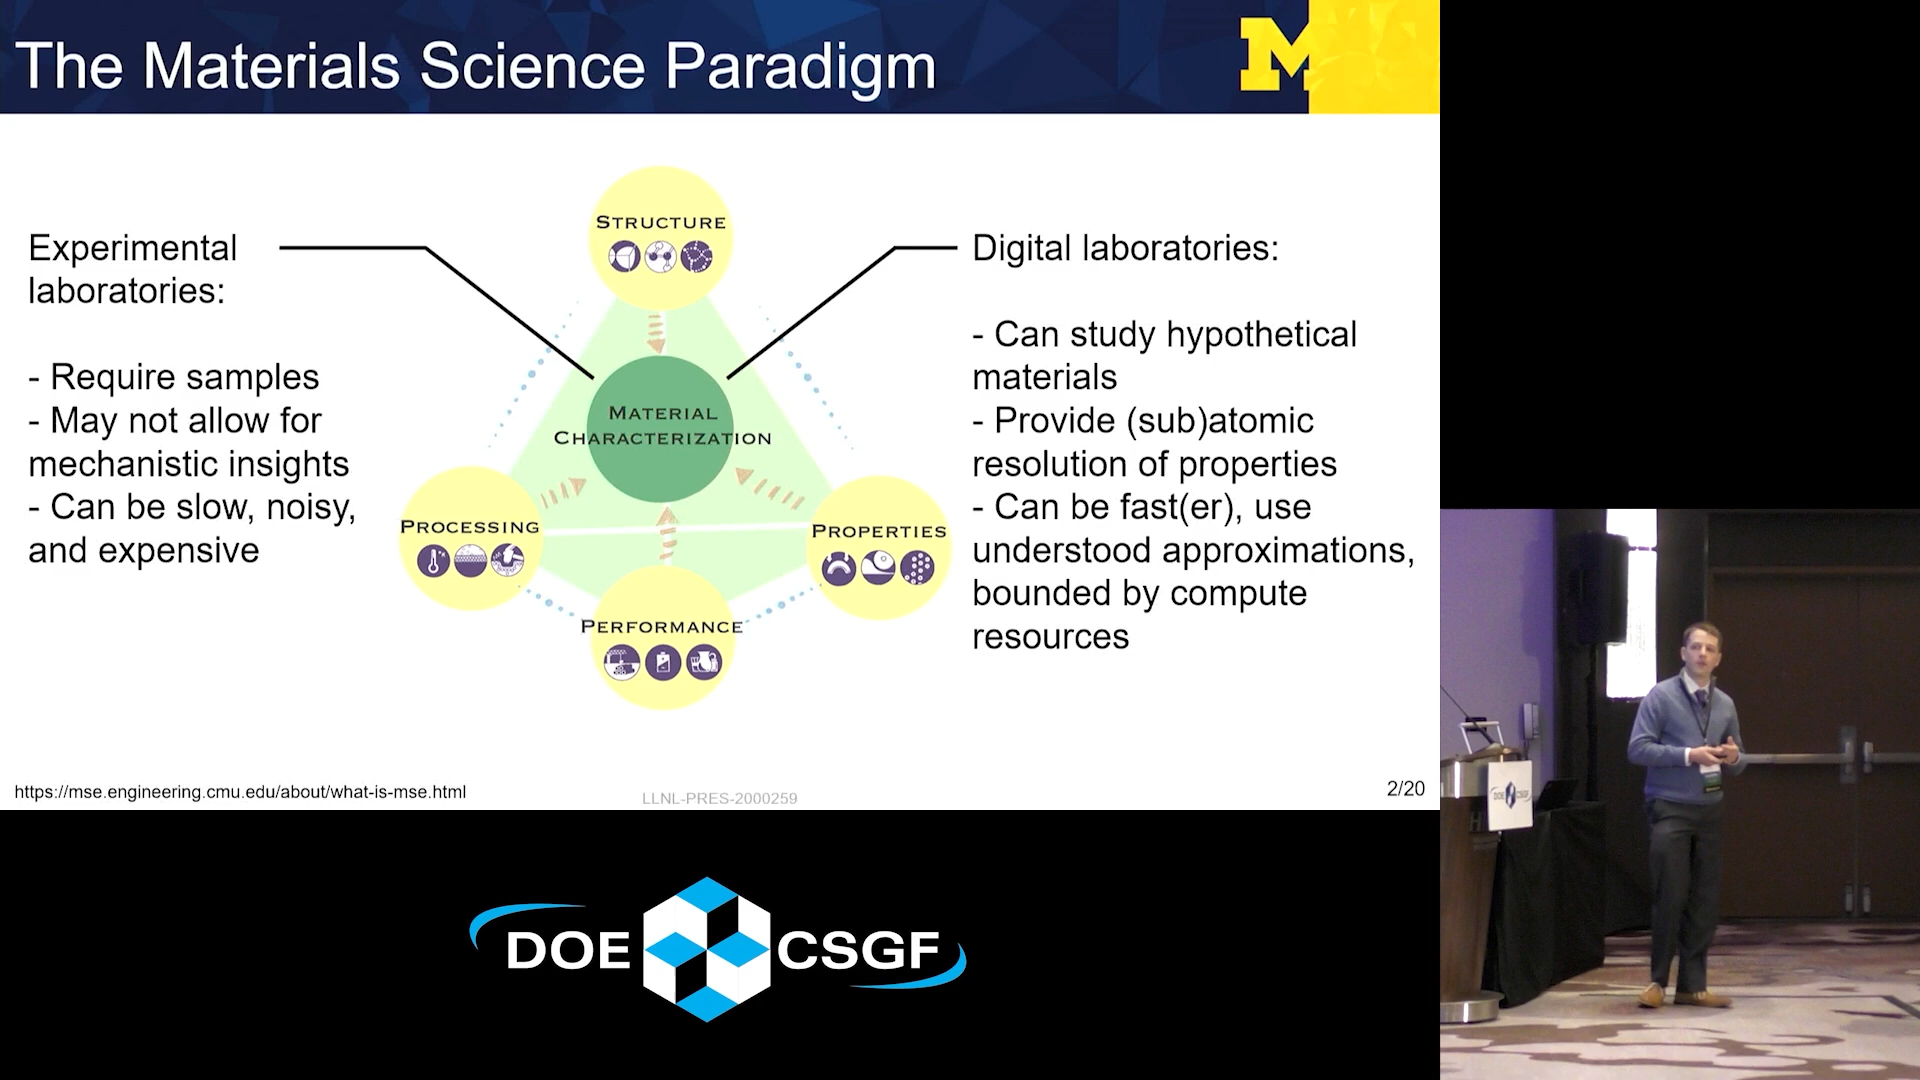 The Materials Science Paradigm
M
Experimental
laboratories:
- Require samples
- May not allow for
mechanistic insights
- Can be slow, noisy,
and expensive
STRUCTURE
MATERIAL
CHARACTERIZATION
PROCESSING
PROPERTIES
PERFORMANCE
Digital laboratories:
- Can study hypothetical
materials
- Provide (sub)atomic
resolution of properties
- Can be fast(er), use
understood approximations,
bounded by compute
resources
https://mse.engineering.cmu.edu/about/what-is-mse.html
LLNL-PRES-2000259
2/20
DOE CSGF
DOE CSGF